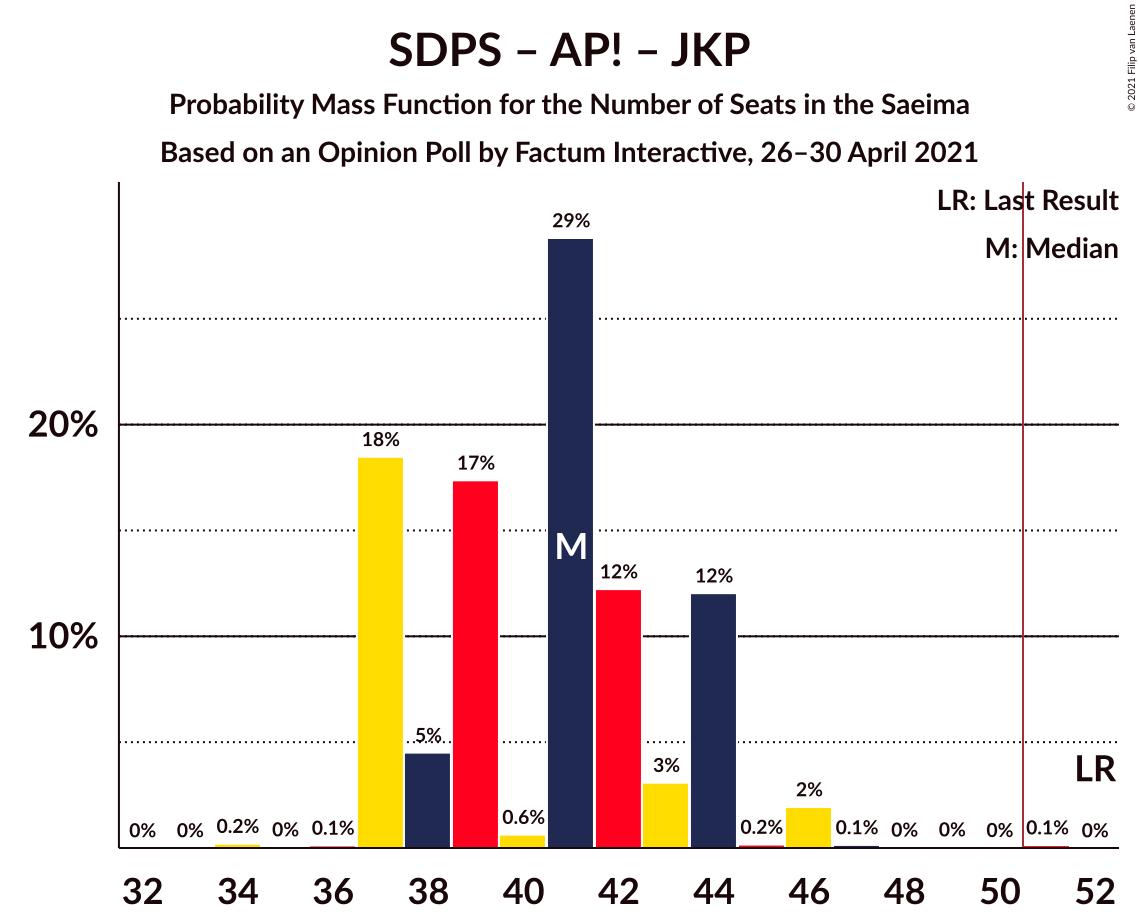 SDPS – AP! – JKP
Probability Mass Function for the Number of Seats in the Saeima
Based on an Opinion Poll by Factum Interactive, 26–30 April 2021
© 2021 Filip van Laenen
LR: Last Result
M: Median
20%
10%
0% 0% 0.2% 0% 0.1% 18% 5% 17% 0.6% 29% 12% 3% 12% 0.2% 2% 0.1% 0% 0% 0% 0.1% 0%
M
LR
32 34 36 38 40 42 44 46 48 50 52